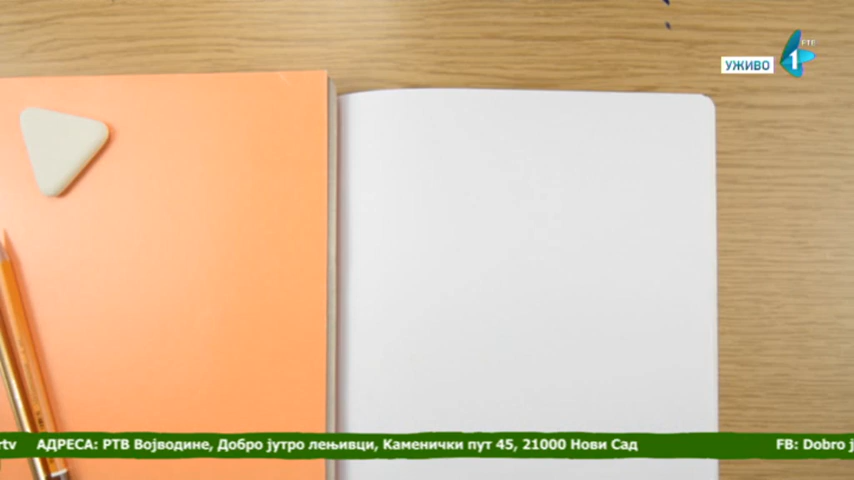 РТВ
УЖИВО
1
rtv АДРЕСА: РТВ Војводине, Добро јутро лењивци, Каменички пут 45, 21000 Нови Сад FB: Dobro j